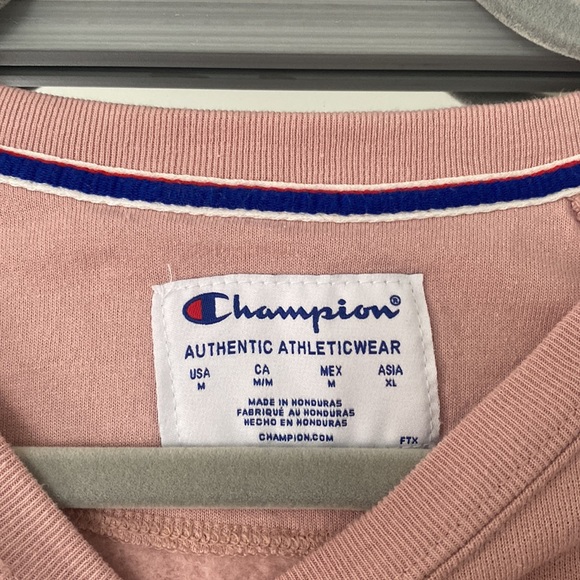 Champion®
AUTHENTIC ATHLETICWEAR
USA CA MEX ASIA
M M/M M XL
MADE IN HONDURAS
FABRIQUÉ AU HONDURAS
HECHO EN HONDURAS
CHAMPION.COM FTX